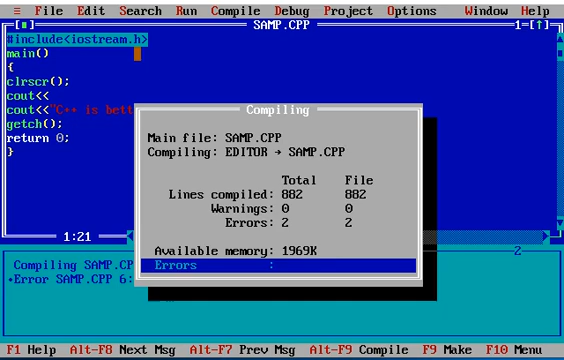 ≡ File Edit Search Run Compile Debug Project Options Window Help
[■] SAMP.CPP 1=[↑]
#include<iostream.h>
main()
{
clrscr();
cout<<
cout<<"C++ is bett
getch();
return 0;
}
1:21
Compiling
Main file: SAMP.CPP
Compiling: EDITOR → SAMP.CPP
Total File
Lines compiled: 882 882
Warnings: 0 0
Errors: 2 2
Available memory: 1969K
Errors :
2
Compiling SAMP.CP
•Error SAMP.CPP 6:
F1 Help Alt-F8 Next Msg Alt-F7 Prev Msg Alt-F9 Compile F9 Make F10 Menu